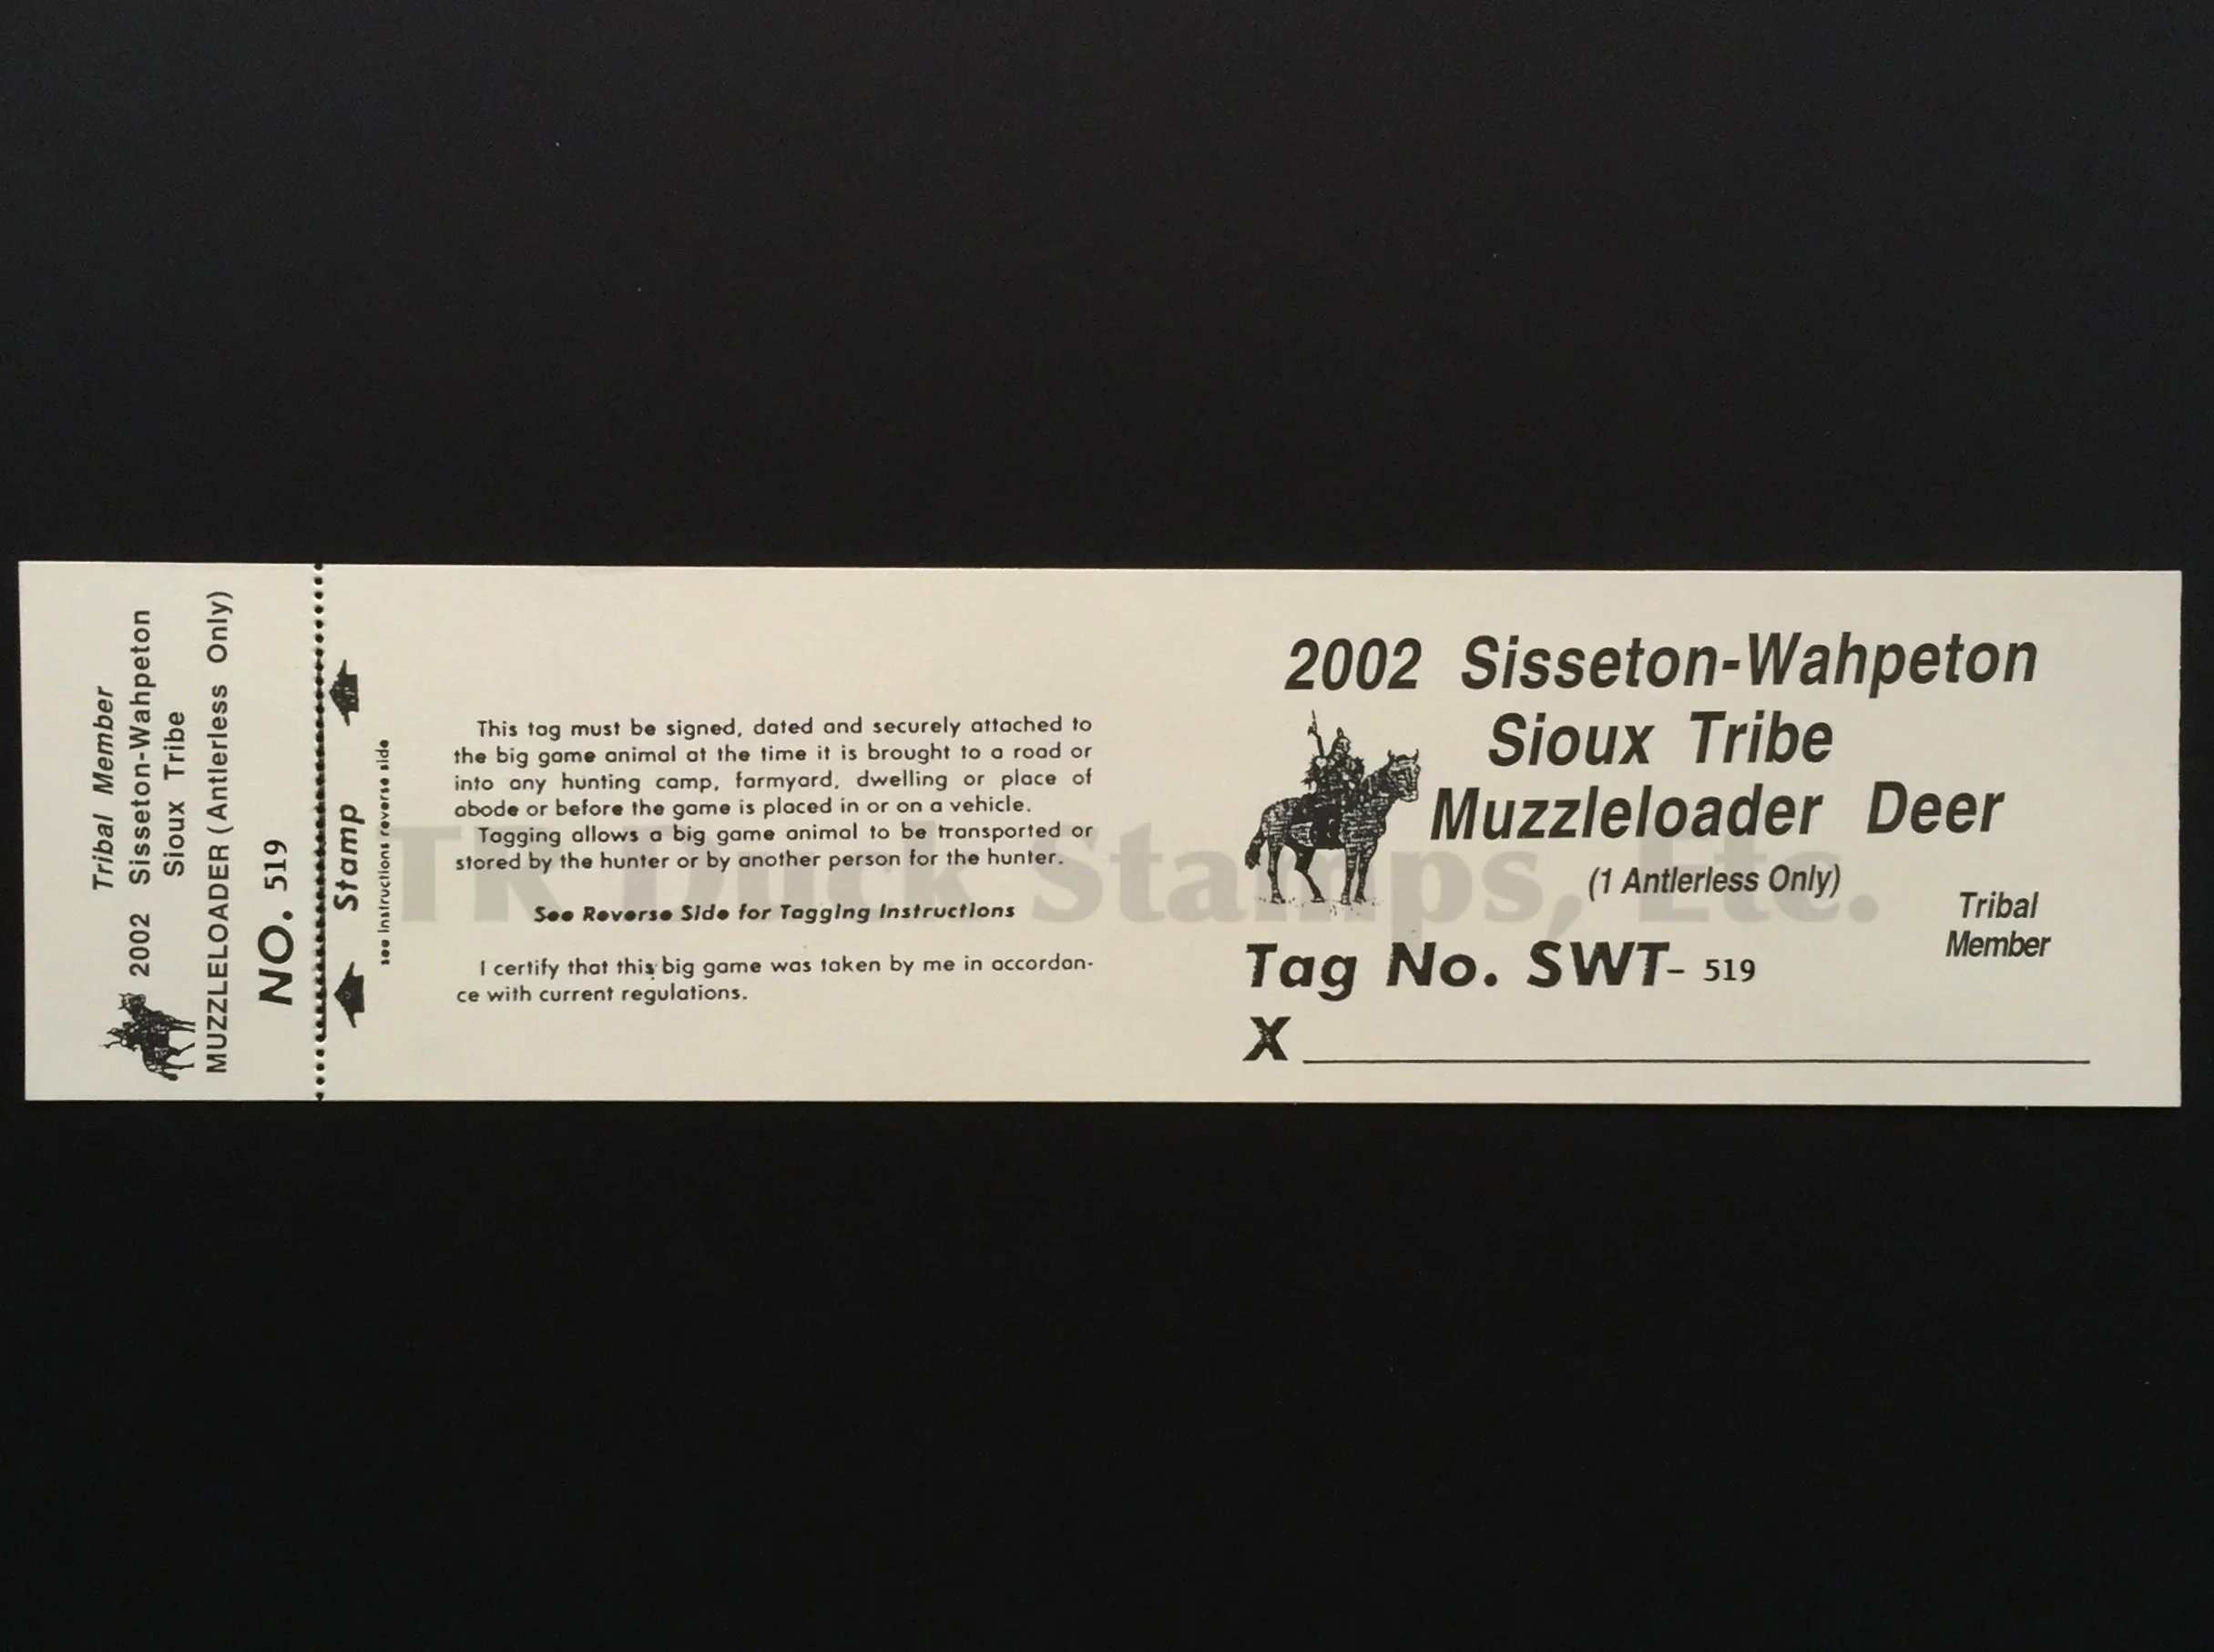 Tribal Member
2002 Sisseton-Wahpeton
Sioux Tribe
MUZZLELOADER (Antlerless Only)
NO. 519
Stamp
see instructions reverse side
This tag must be signed, dated and securely attached to
the big game animal at the time it is brought to a road or
into any hunting camp, farmyard, dwelling or place of
abode or before the game is placed in or on a vehicle.
Tagging allows a big game animal to be transported or
stored by the hunter or by another person for the hunter.
See Reverse Side for Tagging Instructions
I certify that this big game was taken by me in accordan-
ce with current regulations.
2002 Sisseton-Wahpeton
Sioux Tribe
Muzzleloader Deer
(1 Antlerless Only)
Tribal
Member
Tag No. SWT- 519
X
TK Duck Stamps, Etc.